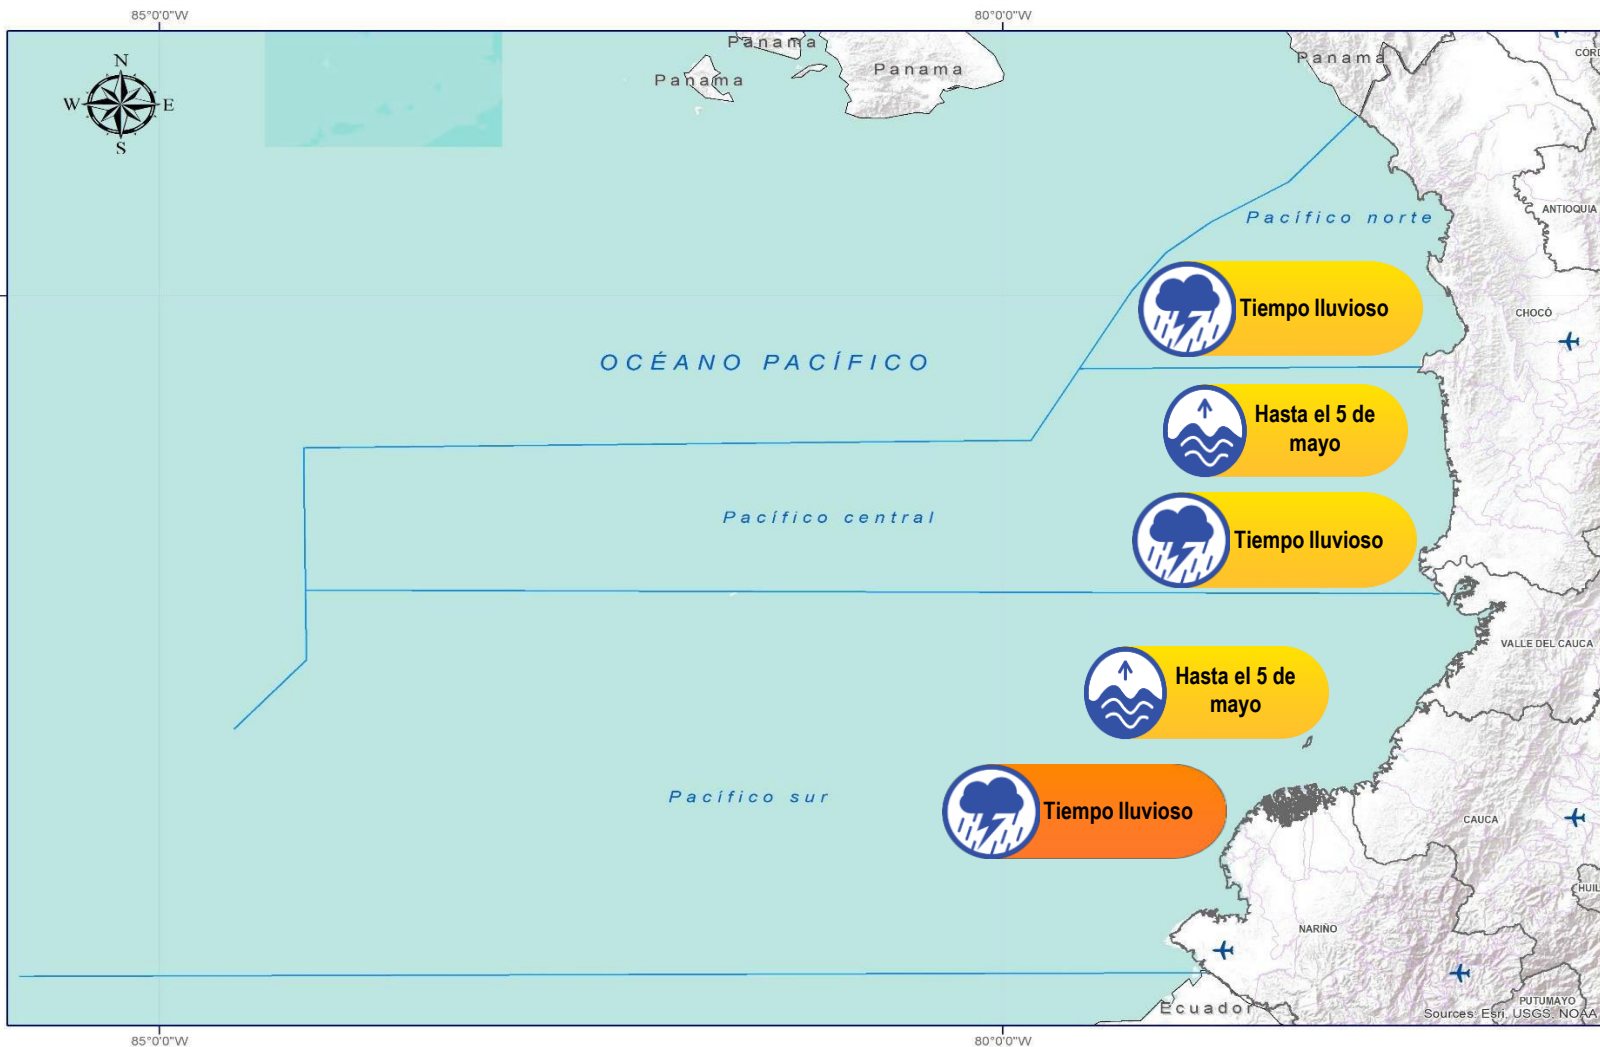 85°0'0"W
80°0'0"W
Panama
Panama
Panama
Panama
CÓRD
N
W
E
S
ANTIOQUIA
Pacífico norte
Tiempo lluvioso
CHOCÓ
OCÉANO PACÍFICO
Hasta el 5 de
mayo
Pacífico central
Tiempo lluvioso
VALLE DEL CAUCA
Hasta el 5 de
mayo
Pacífico sur
Tiempo lluvioso
CAUCA
HUIL
NARIÑO
PUTUMAYO
Ecuador
Sources: Esri, USGS, NOAA
85°0'0"W
80°0'0"W